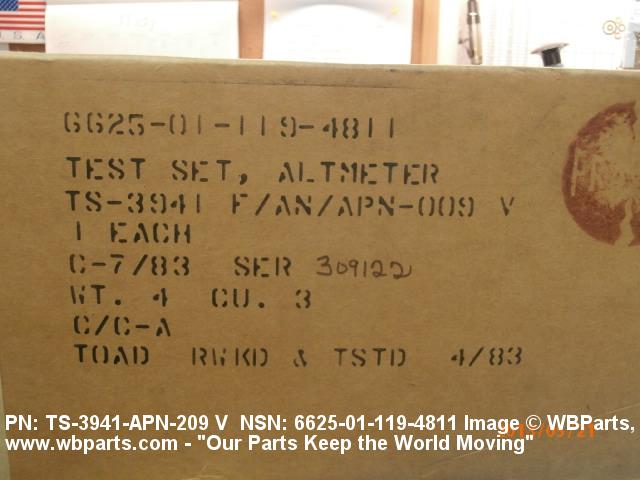 U.S.A
6625-01-119-4811
TEST SET, ALTMETER
TS-3941 F/AN/APN-009 V
1 EACH
C-7/83 SER 309122
WT. 4 CU. 3
C/C-A
TOAD RWKD & TSTD 4/83
PN: TS-3941-APN-209 V NSN: 6625-01-119-4811 Image © WBParts,
www.wbparts.com - "Our Parts Keep the World Moving"